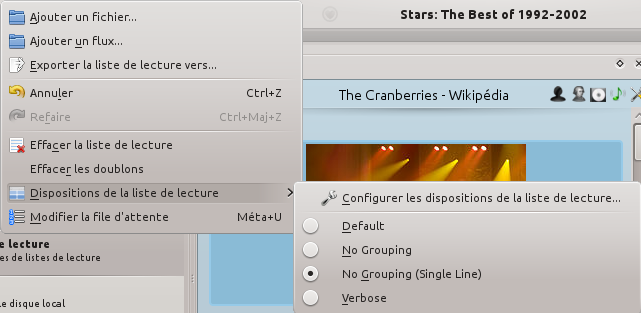 Ajouter un fichier...
Ajouter un flux...
Exporter la liste de lecture vers...
Annuler Ctrl+Z
Refaire Ctrl+Maj+Z
Effacer la liste de lecture
Effacer les doublons
Dispositions de la liste de lecture
Modifier la file d'attente Méta+U
Stars: The Best of 1992-2002
The Cranberries - Wikipédia
Configurer les dispositions de la liste de lecture...
Default
No Grouping
No Grouping (Single Line)
Verbose
de lecture
es de listes de lecture
le disque local